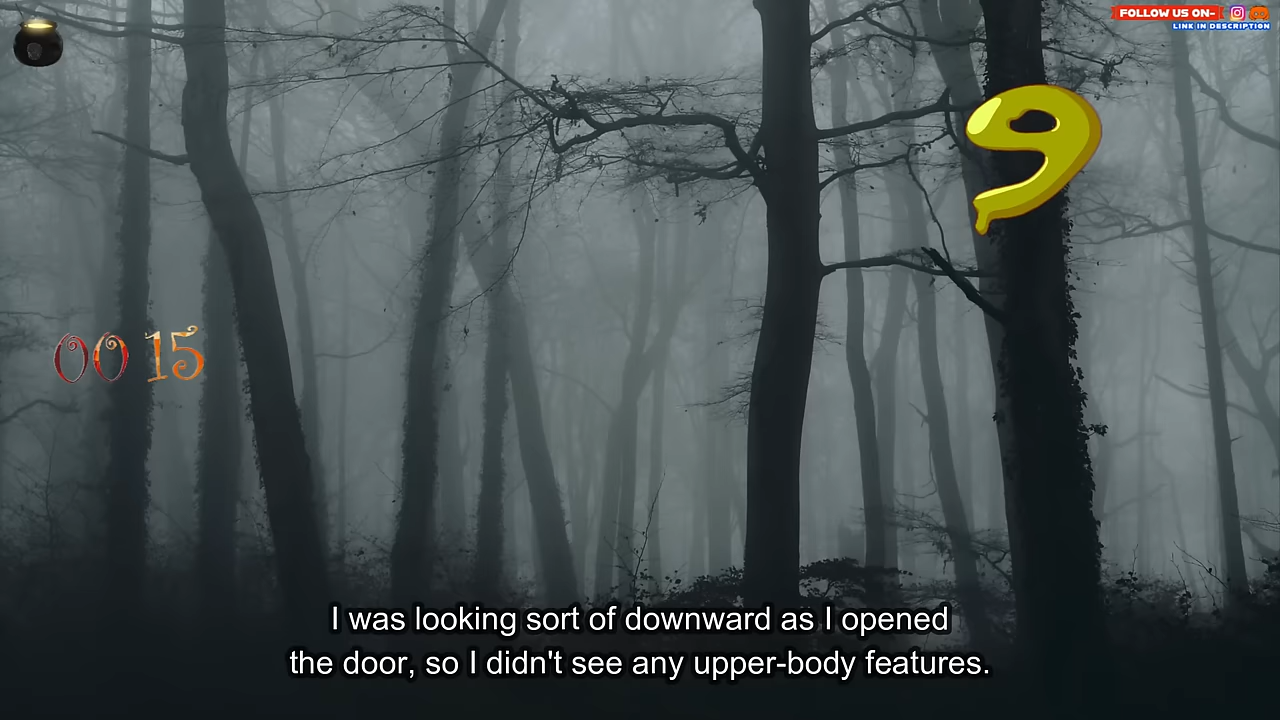 FOLLOW US ON-
LINK IN DESCRIPTION
9
00 15
I was looking sort of downward as I opened
the door, so I didn't see any upper-body features.